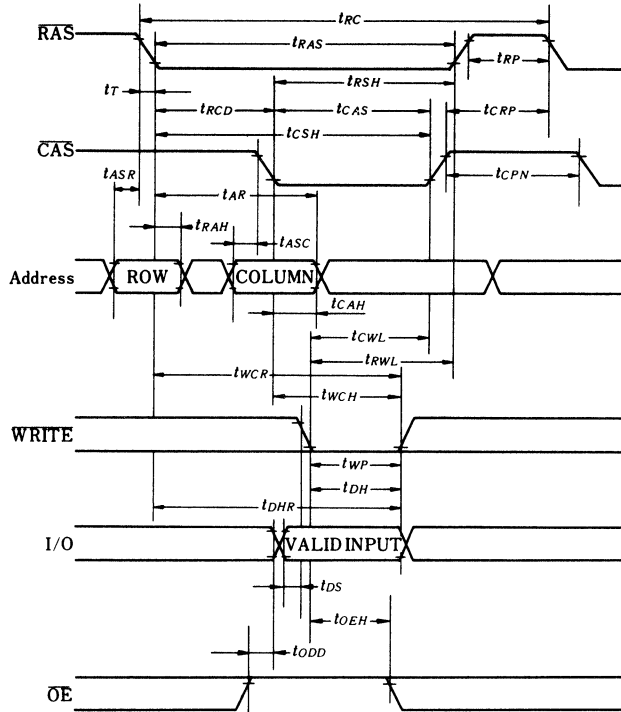 tRC
RAS
tRAS
tRP
tRSH
tT
tRCD
tCAS
tCRP
tCSH
CAS
tASR
tAR
tCPN
tRAH
tASC
Address ROW COLUMN
tCAH
tCWL
tRWL
tWCR
tWCH
WRITE
tWP
tDH
tDHR
I/O VALID INPUT
tDS
tOEH
tODD
OE